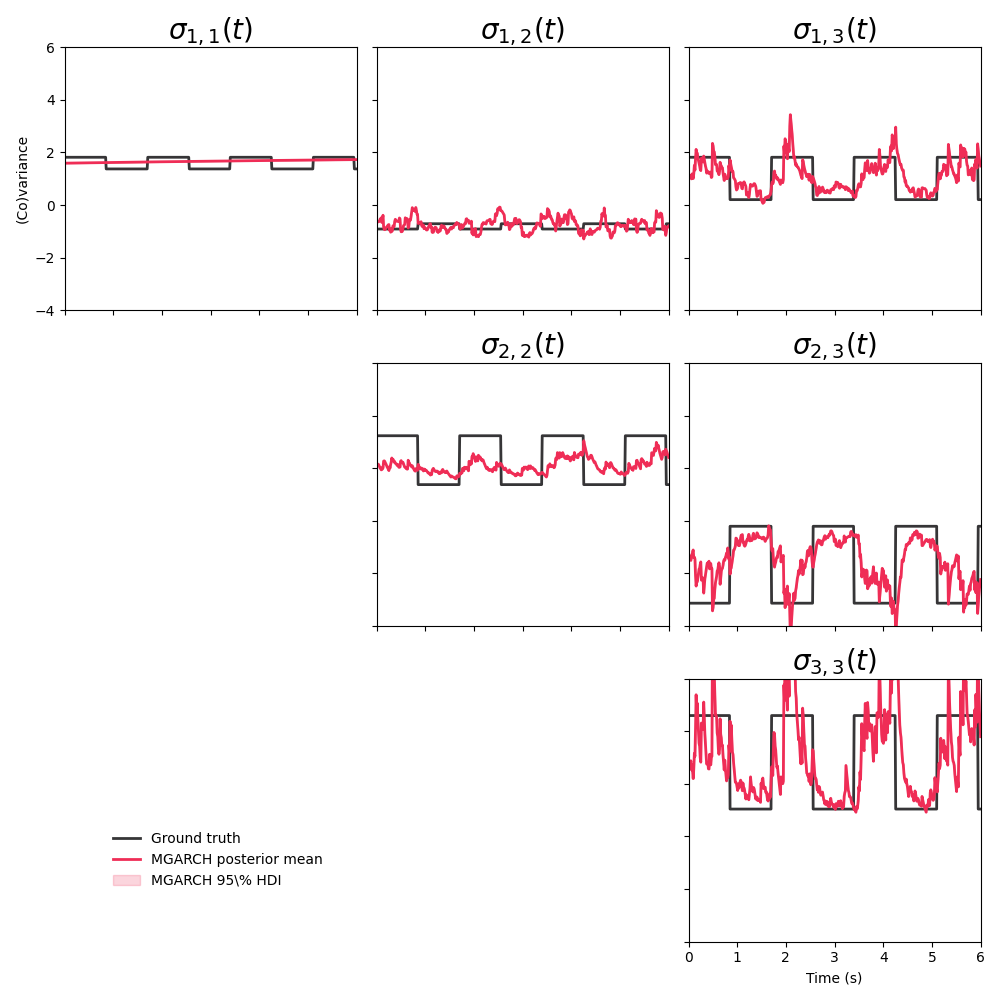 σ1,1(t) σ1,2(t) σ1,3(t)
6
4
2
0
−2
−4
(Co)variance
σ2,2(t) σ2,3(t)
σ3,3(t)
Ground truth
MGARCH posterior mean
MGARCH 95\% HDI
0 1 2 3 4 5 6
Time (s)